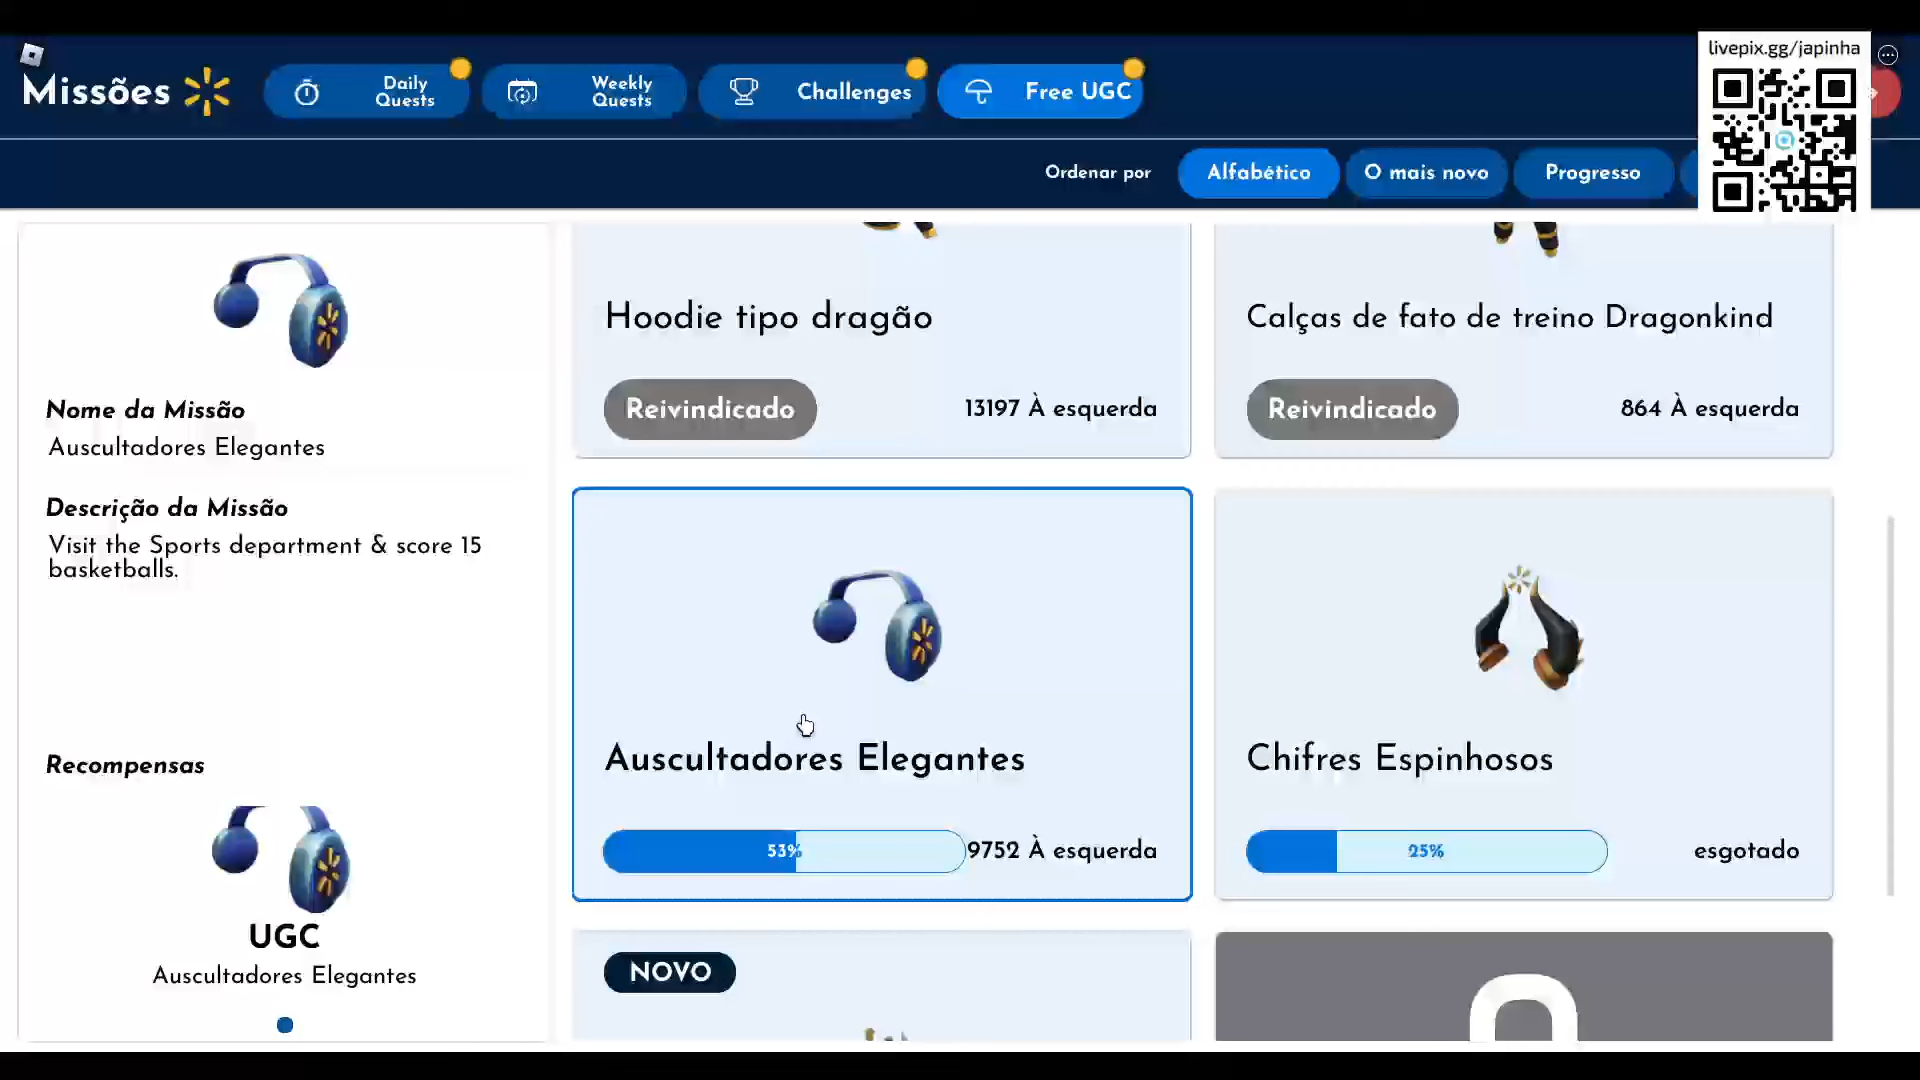 livepix.gg/japinha
Missões
Daily
Quests
Weekly
Quests
Challenges
Free UGC
Ordenar por
Alfabético
O mais novo
Progresso
Nome da Missão
Auscultadores Elegantes
Descrição da Missão
Visit the Sports department & score 15
basketballs.
Recompensas
UGC
Auscultadores Elegantes
Hoodie tipo dragão
Reivindicado
13197 À esquerda
Calças de fato de treino Dragonkind
Reivindicado
864 À esquerda
Auscultadores Elegantes
53%
9752 À esquerda
Chifres Espinhosos
25%
esgotado
NOVO